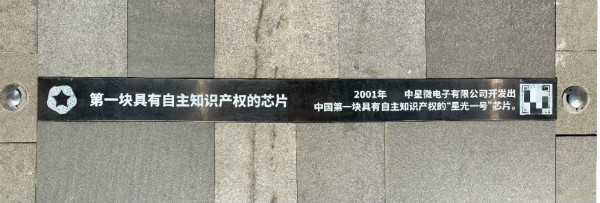 第一块具有自主知识产权的芯片
2001年 中星微电子有限公司开发出
中国第一块具有自主知识产权的“星光一号”芯片。